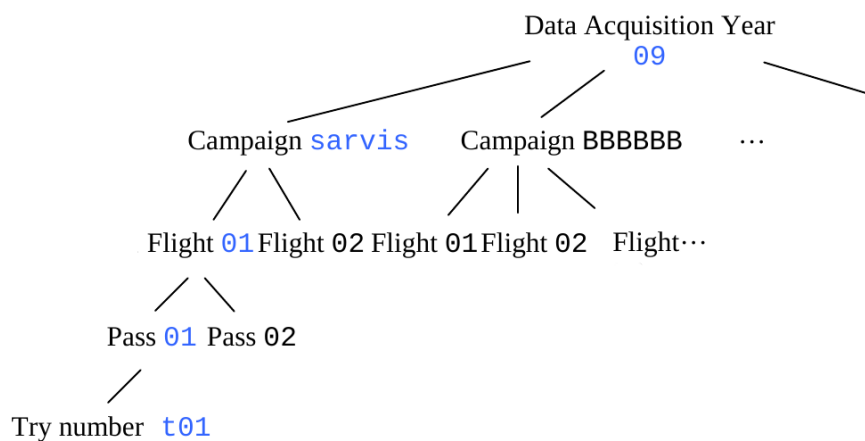 Data Acquisition Year
09
Campaign sarvis Campaign BBBBBB ...
Flight 01 Flight 02 Flight 01 Flight 02 Flight...
Pass 01 Pass 02
Try number t01